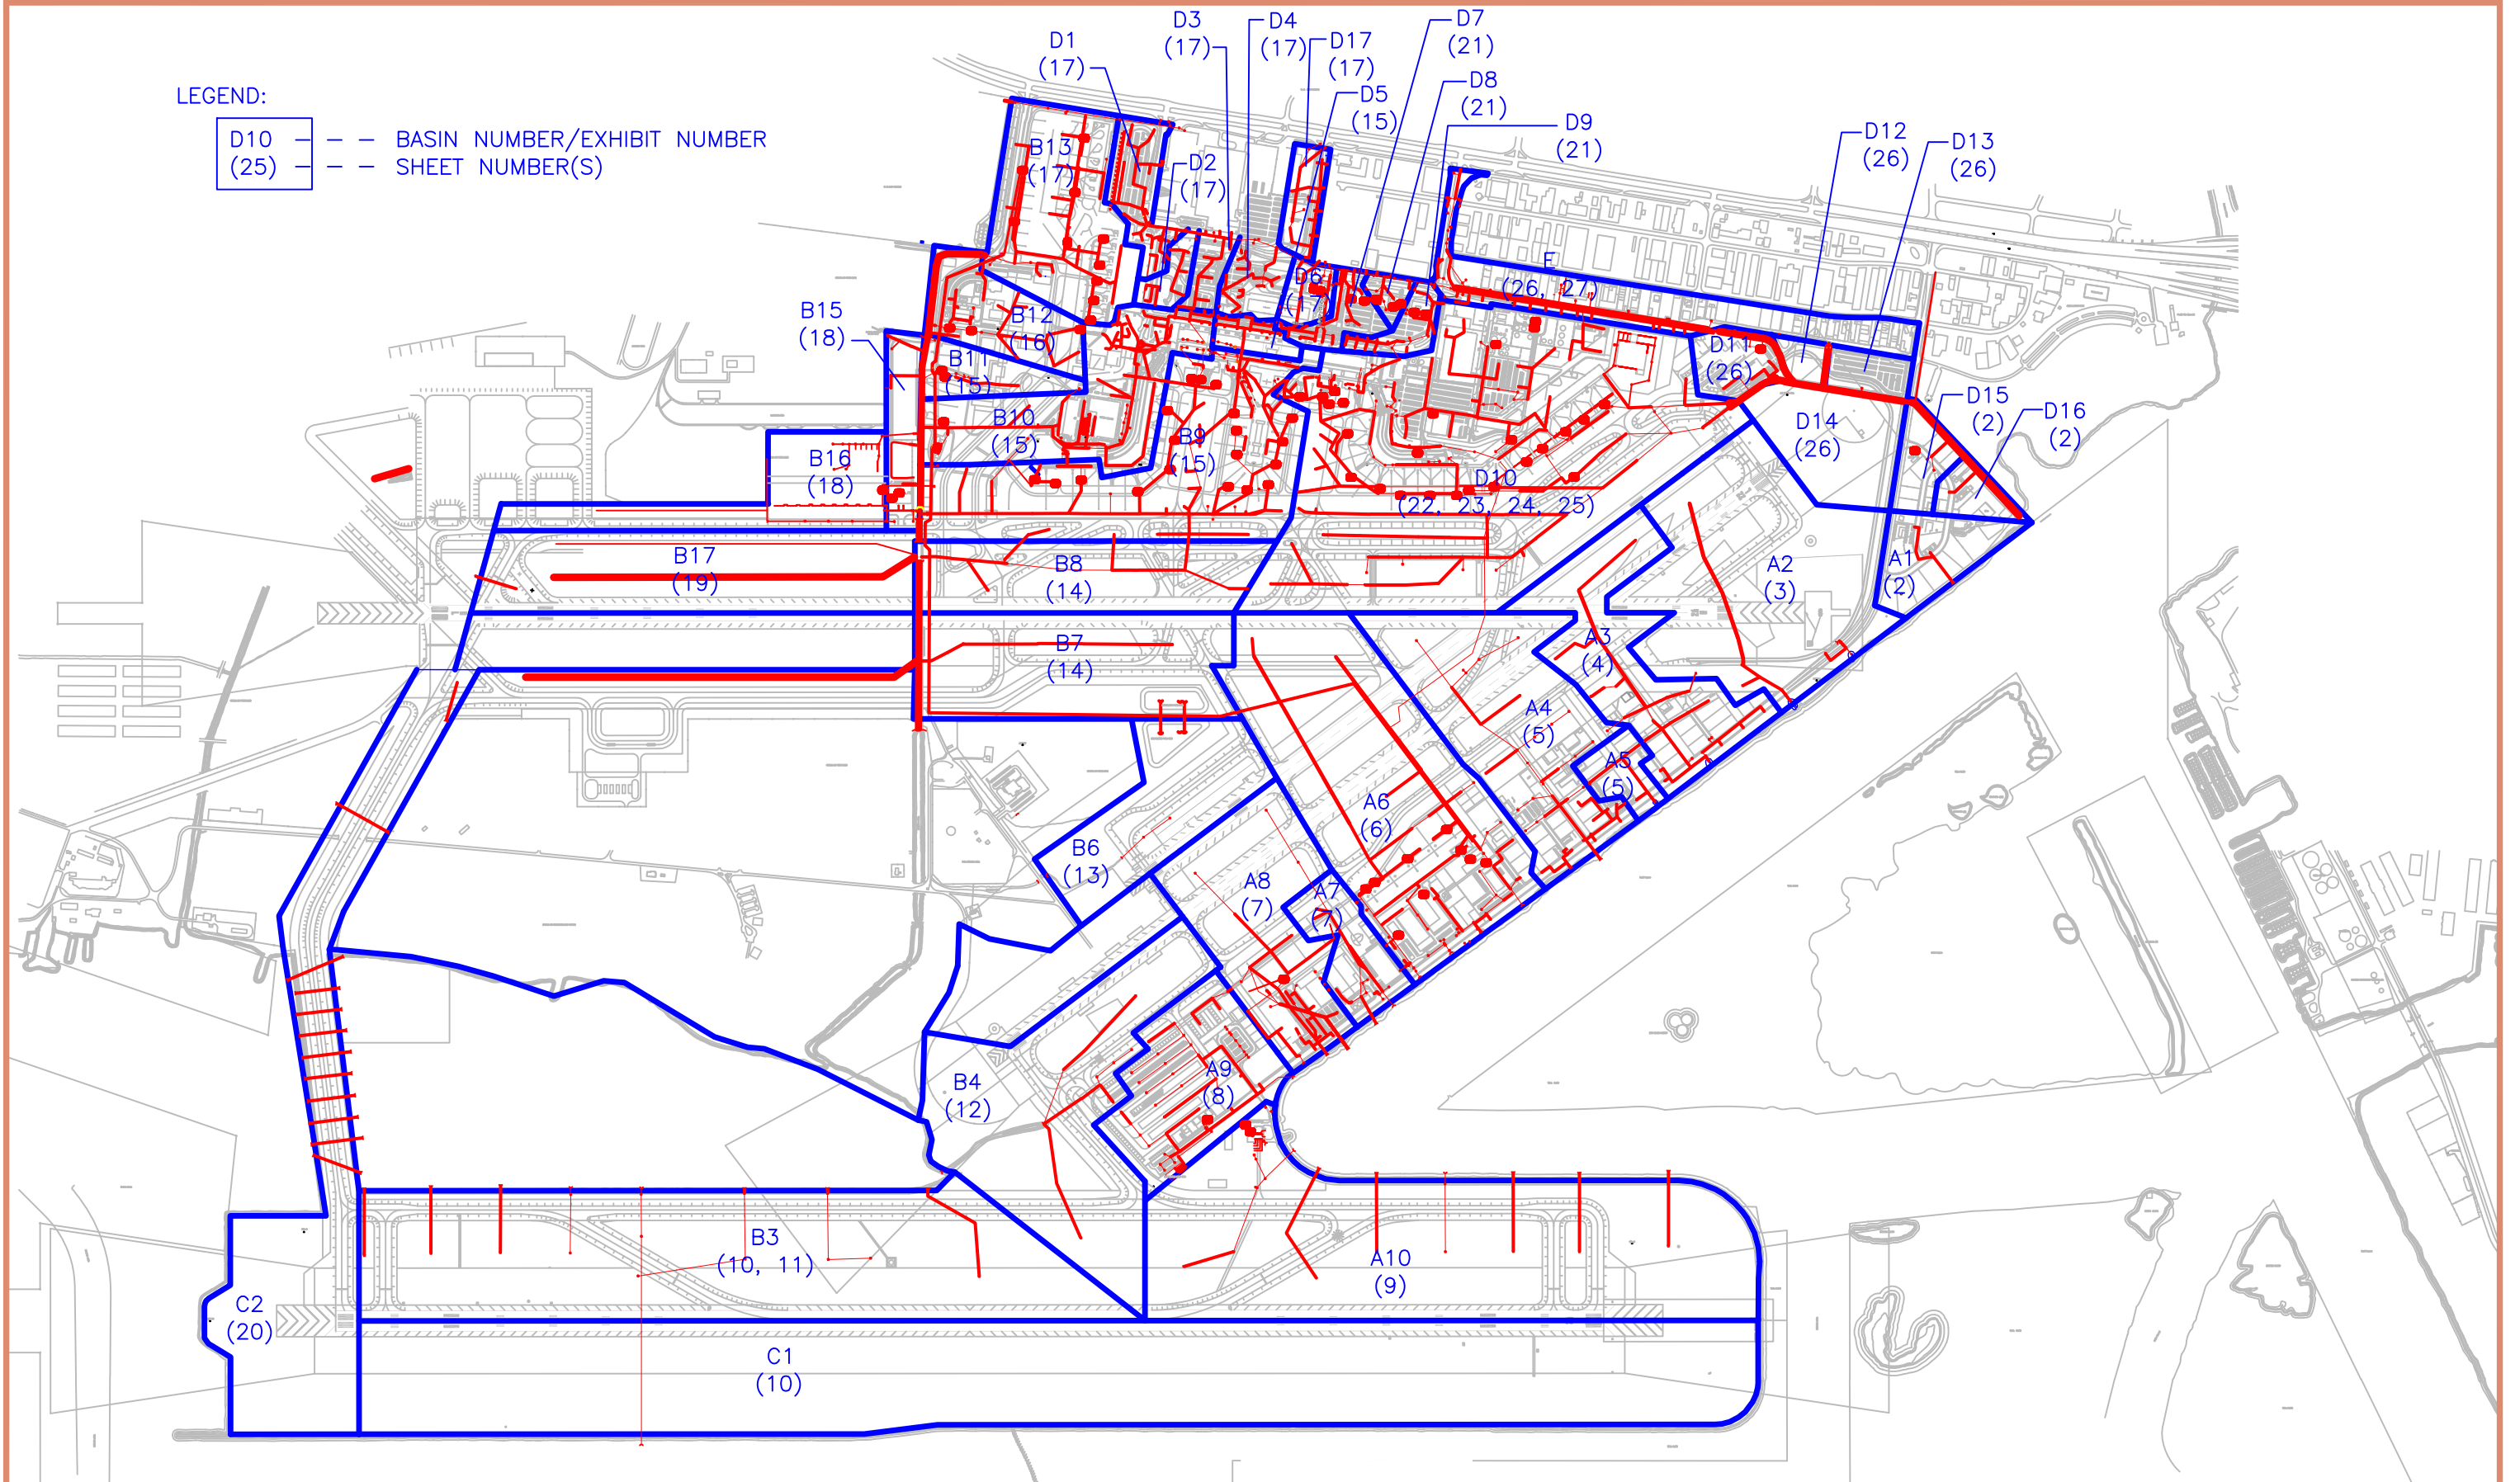 LEGEND:
D10 - - - BASIN NUMBER/EXHIBIT NUMBER
(25) - - - SHEET NUMBER(S)
D1
(17)
D3
(17)
D4
(17)
D17
(17)
D5
(15)
D7
(21)
D8
(21)
D9
(21)
D12
(26)
D13
(26)
B13
(17)
D2
(17)
D6
(17)
E
(26, 27)
B15
(18)
B12
(16)
B11
(15)
D11
(26)
D15
(2)
D16
(2)
D14
(26)
B10
(15)
B9
(15)
B16
(18)
D10
(22, 23, 24, 25)
B17
(19)
B8
(14)
A2
(3)
A1
(2)
B7
(14)
A3
(4)
A4
(5)
A5
(5)
A6
(6)
B6
(13)
A8
(7)
A7
(7)
B4
(12)
A9
(8)
B3
(10, 11)
A10
(9)
C2
(20)
C1
(10)